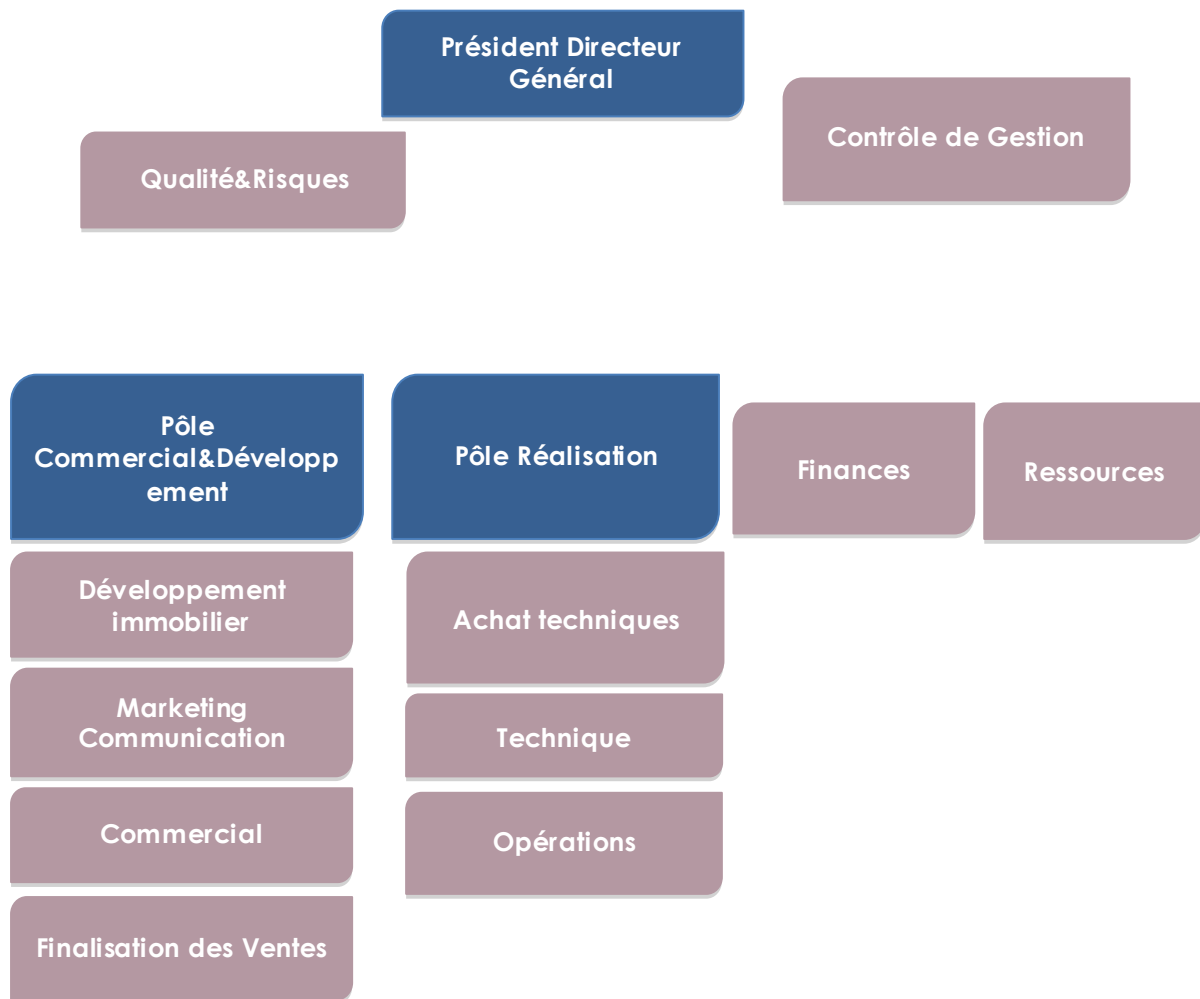 Président Directeur
Général
Contrôle de Gestion
Qualité&Risques
Pôle
Commercial&Développ
ement
Pôle Réalisation
Finances
Ressources
Développement
immobilier
Achat techniques
Marketing
Communication
Technique
Commercial
Opérations
Finalisation des Ventes